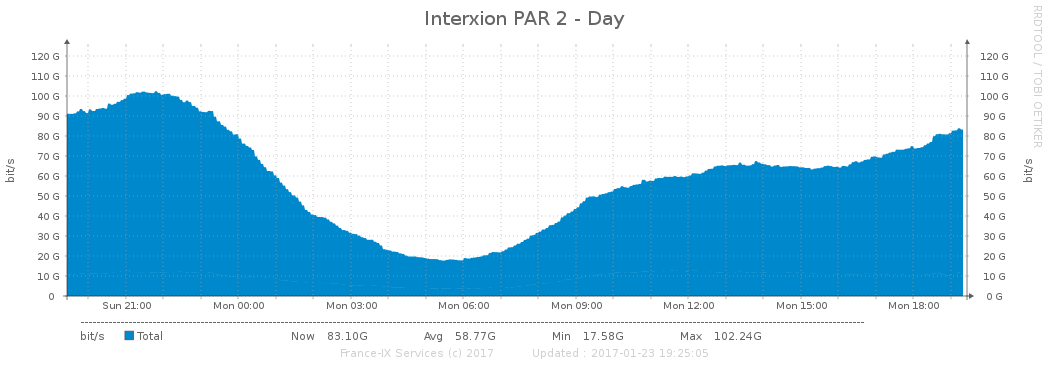 Interxion PAR 2 - Day
RRDTOOL / TOBI OETIKER
120 G 120 G
110 G 110 G
100 G 100 G
90 G 90 G
80 G 80 G
70 G 70 G
60 G 60 G
50 G 50 G
40 G 40 G
30 G 30 G
20 G 20 G
10 G 10 G
0 0 G
bit/s bit/s
Sun 21:00 Mon 00:00 Mon 03:00 Mon 06:00 Mon 09:00 Mon 12:00 Mon 15:00 Mon 18:00
bit/s Total Now 83.10G Avg 58.77G Min 17.58G Max 102.24G
France-IX Services (c) 2017 Updated : 2017-01-23 19:25:05